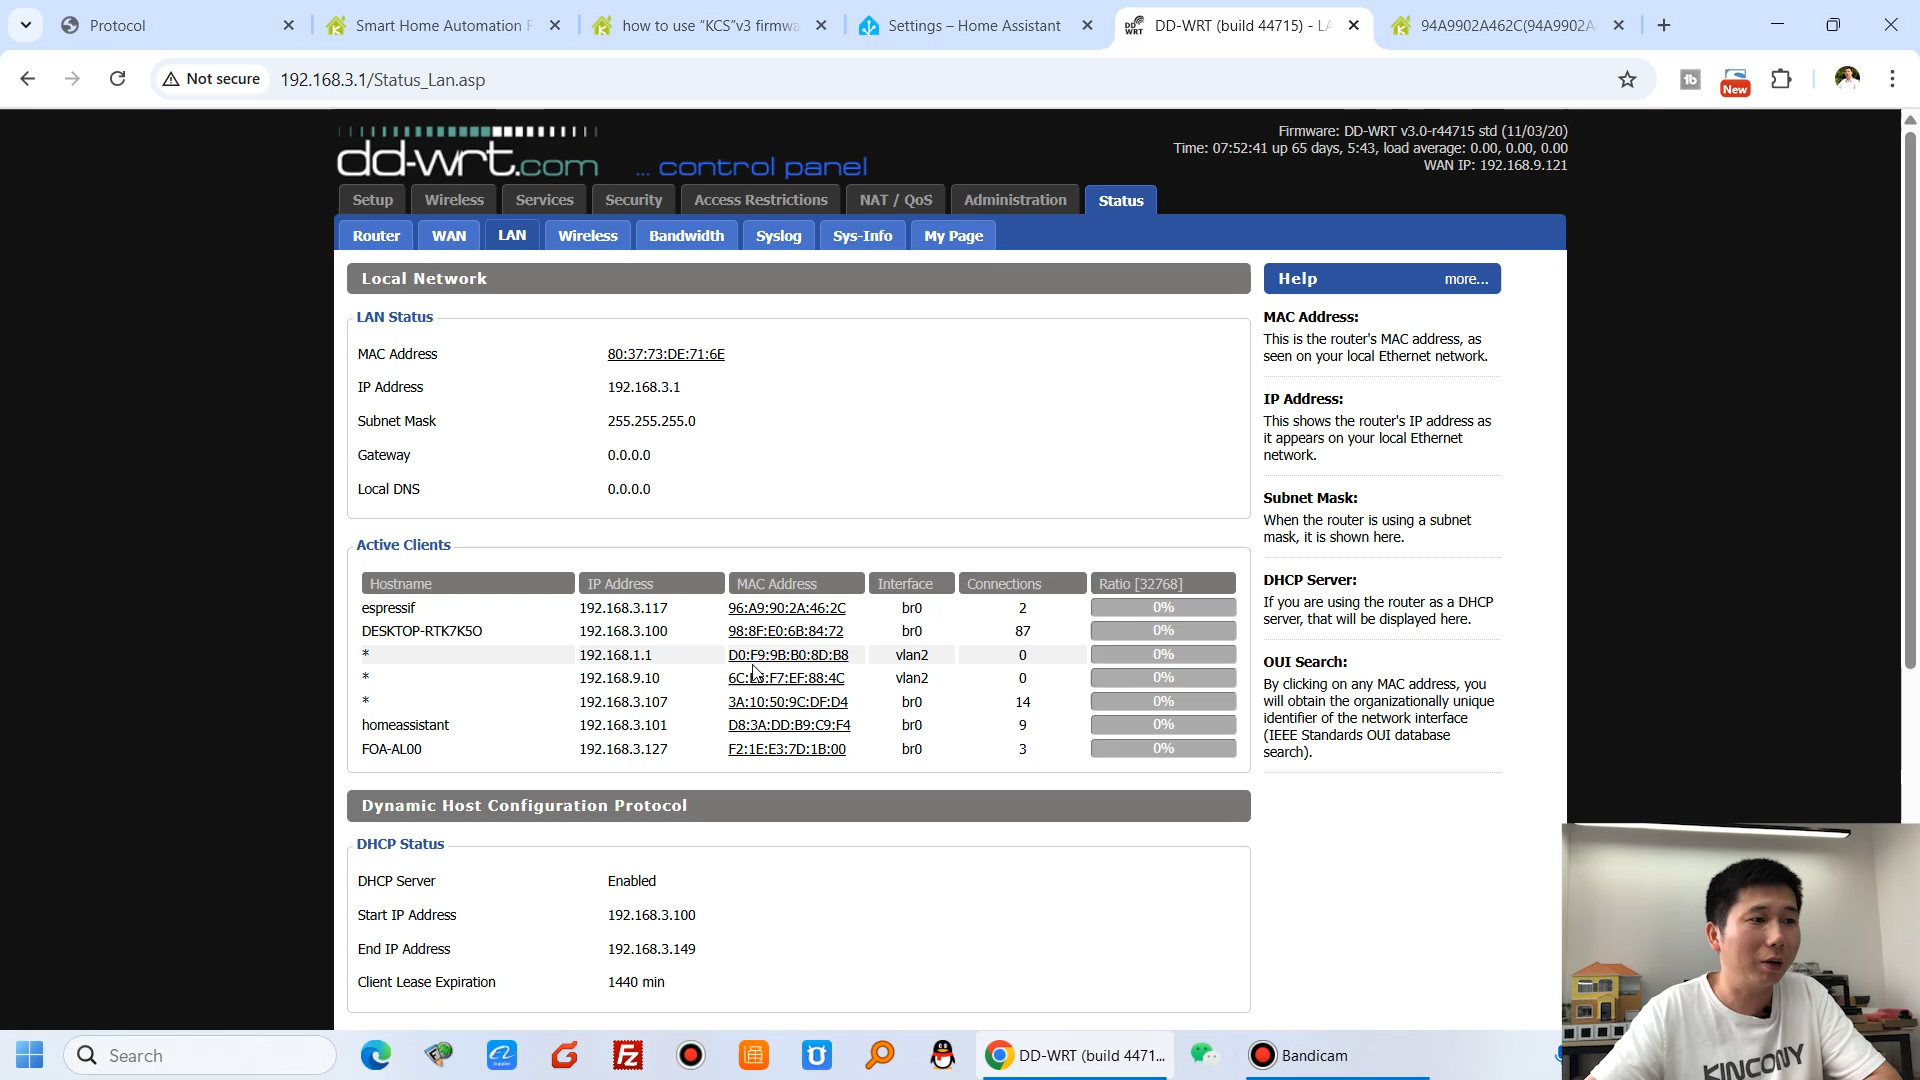 Protocol
Smart Home Automation F
how to use “KCS”v3 firmwa
Settings – Home Assistant
DD-WRT (build 44715) - LA
94A9902A462C(94A9902A-
Not secure
192.168.3.1/Status_Lan.asp
New
dd-wrt.com
... control panel
Firmware: DD-WRT v3.0-r44715 std (11/03/20)
Time: 07:52:41 up 65 days, 5:43, load average: 0.00, 0.00, 0.00
WAN IP: 192.168.9.121
Setup Wireless Services Security Access Restrictions NAT / QoS Administration Status
Router WAN LAN Wireless Bandwidth Syslog Sys-Info My Page
Local Network
LAN Status
MAC Address 80:37:73:DE:71:6E
IP Address 192.168.3.1
Subnet Mask 255.255.255.0
Gateway 0.0.0.0
Local DNS 0.0.0.0
Active Clients
Hostname IP Address MAC Address Interface Connections Ratio [32768]
espressif 192.168.3.117 96:A9:90:2A:46:2C br0 2 0%
DESKTOP-RTK7K5O 192.168.3.100 98:8F:E0:6B:84:72 br0 87 0%
* 192.168.1.1 D0:F9:9B:B0:8D:B8 vlan2 0 0%
* 192.168.9.10 vlan2 0 0%
* 192.168.3.107 3A:10:50:9C:DF:D4 br0 14 0%
homeassistant 192.168.3.101 D8:3A:DD:B9:C9:F4 br0 9 0%
FOA-AL00 192.168.3.127 F2:1E:E3:7D:1B:00 br0 3 0%
Dynamic Host Configuration Protocol
DHCP Status
DHCP Server Enabled
Start IP Address 192.168.3.100
End IP Address 192.168.3.149
Client Lease Expiration 1440 min
Help more...
MAC Address:
This is the router's MAC address, as
seen on your local Ethernet network.
IP Address:
This shows the router's IP address as
it appears on your local Ethernet
network.
Subnet Mask:
When the router is using a subnet
mask, it is shown here.
DHCP Server:
If you are using the router as a DHCP
server, that will be displayed here.
OUI Search:
By clicking on any MAC address, you
will obtain the organizationally unique
identifier of the network interface
(IEEE Standards OUI database
search).
KINCONY
Search
DD-WRT (build 4471...
Bandicam